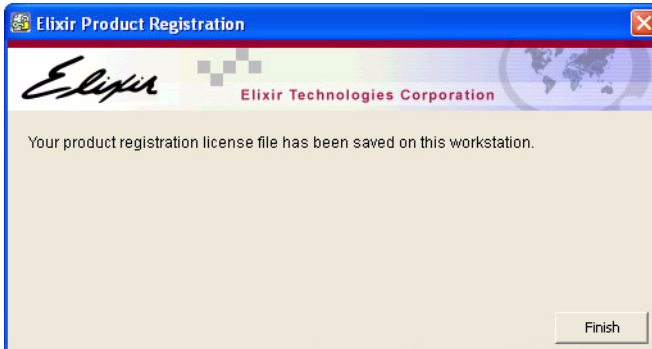 Elixir Product Registration
Elixir
Elixir Technologies Corporation
Your product registration license file has been saved on this workstation.
Finish